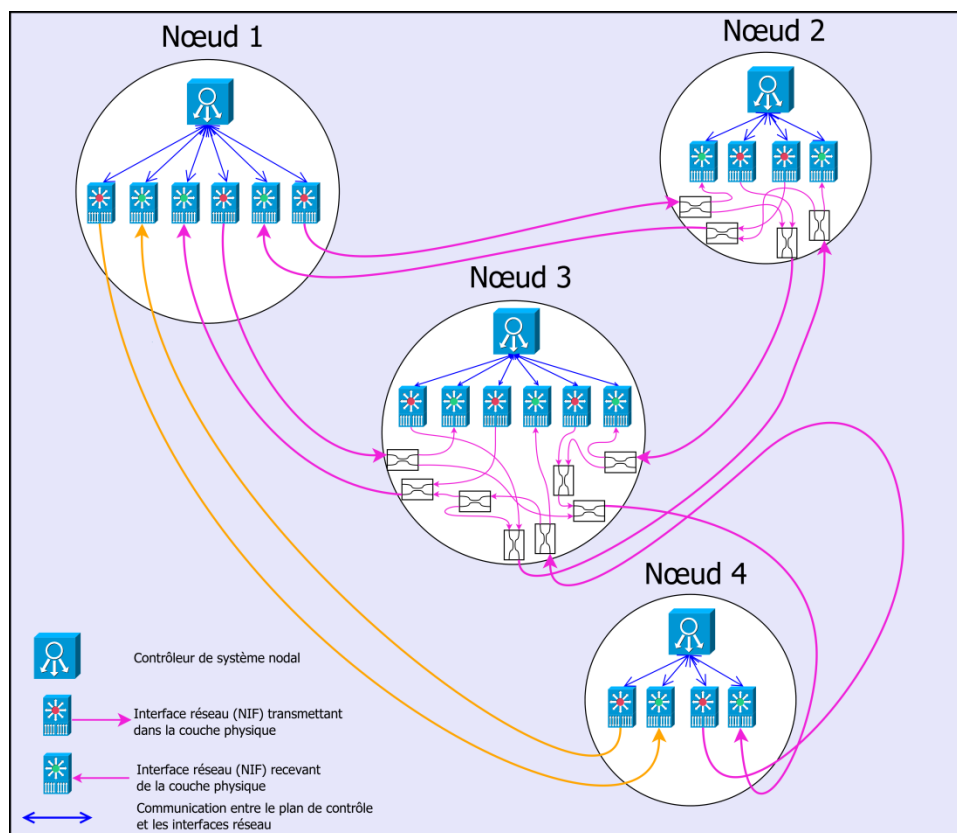 Nœud 1
Nœud 2
Nœud 3
Nœud 4
Contrôleur de système nodal
Interface réseau (NIF) transmettant
dans la couche physique
Interface réseau (NIF) recevant
de la couche physique
Communication entre le plan de contrôle
et les interfaces réseau